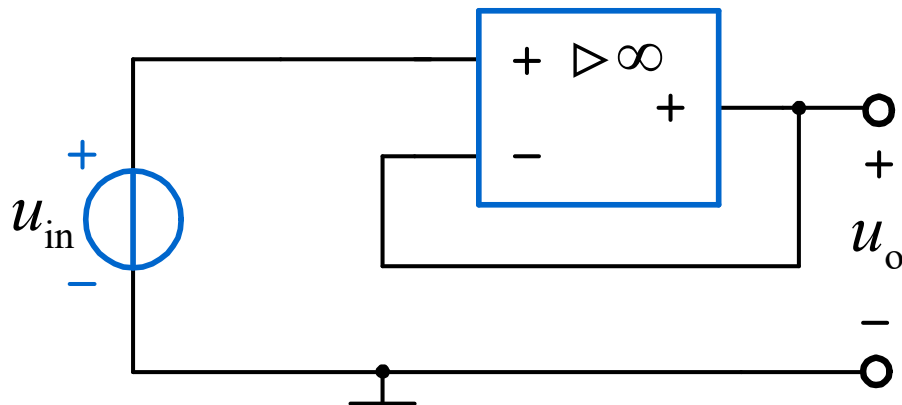 + ▷ ∞
+
−
+
u_in
−
+
u_o
−